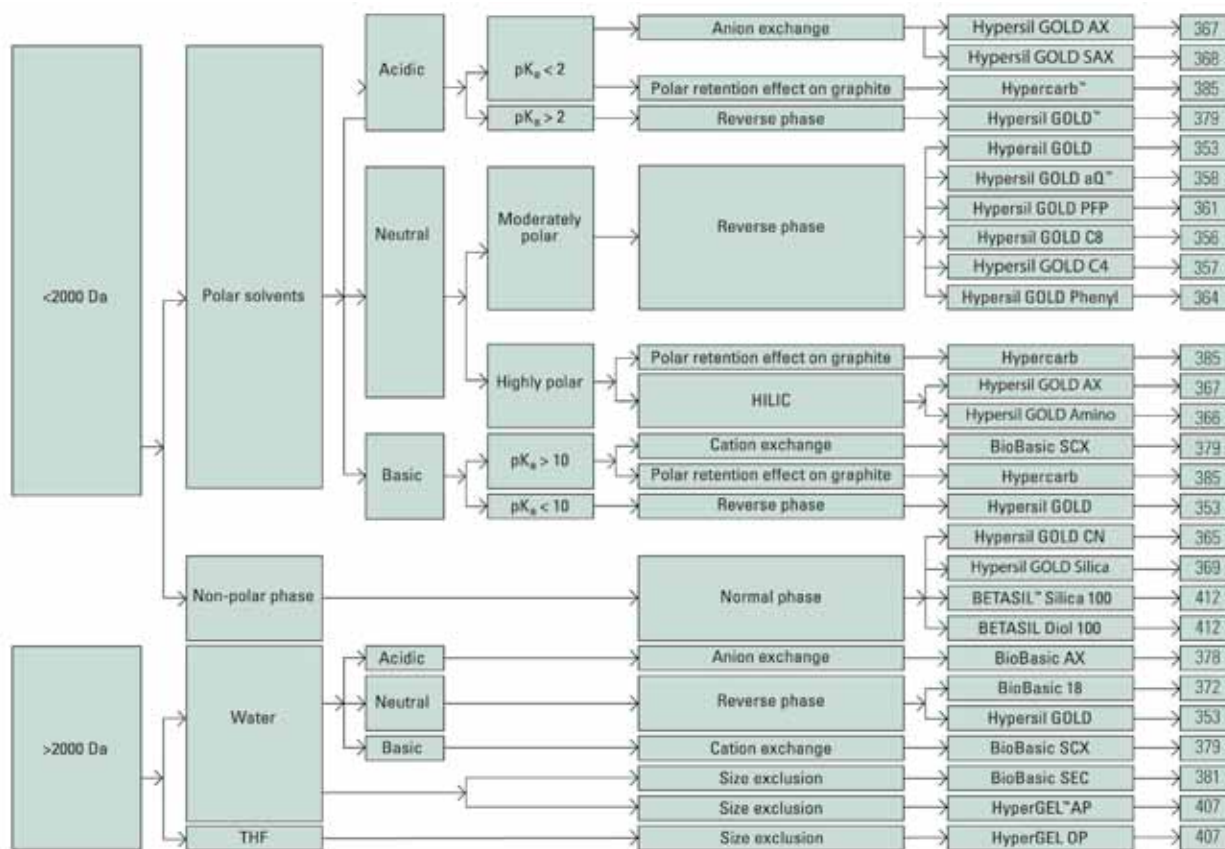 Anion exchange
Hypersil GOLD AX
367
Acidic
pKa < 2
Hypersil GOLD SAX
368
Polar retention effect on graphite
Hypercarb™
385
pKa > 2
Reverse phase
Hypersil GOLD™
379
Hypersil GOLD
353
Hypersil GOLD aQ™
358
Neutral
Moderately
polar
Reverse phase
Hypersil GOLD PFP
361
Hypersil GOLD C8
356
Hypersil GOLD C4
357
<2000 Da
Polar solvents
Hypersil GOLD Phenyl
364
Highly polar
Polar retention effect on graphite
Hypercarb
385
HILIC
Hypersil GOLD AX
367
Hypersil GOLD Amino
366
Basic
pKa > 10
Cation exchange
BioBasic SCX
379
Polar retention effect on graphite
Hypercarb
385
pKa < 10
Reverse phase
Hypersil GOLD
353
Non-polar phase
Normal phase
Hypersil GOLD CN
365
Hypersil GOLD Silica
369
BETASIL™ Silica 100
412
BETASIL Diol 100
412
>2000 Da
Water
Acidic
Anion exchange
BioBasic AX
378
Neutral
Reverse phase
BioBasic 18
372
Hypersil GOLD
353
Basic
Cation exchange
BioBasic SCX
379
Size exclusion
BioBasic SEC
381
Size exclusion
HyperGEL™ AP
407
THF
Size exclusion
HyperGEL OP
407